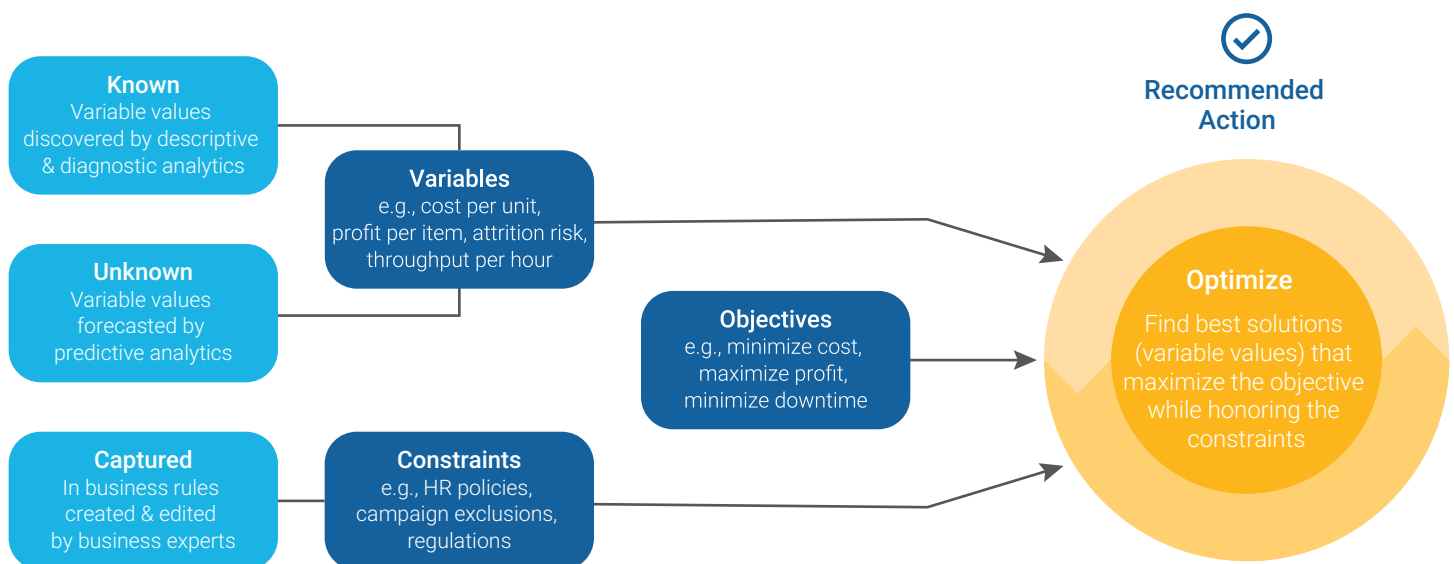 Known
Variable values
discovered by descriptive
& diagnostic analytics
Unknown
Variable values
forecasted by
predictive analytics
Captured
In business rules
created & edited
by business experts
Variables
e.g., cost per unit,
profit per item, attrition risk,
throughput per hour
Constraints
e.g., HR policies,
campaign exclusions,
regulations
Objectives
e.g., minimize cost,
maximize profit,
minimize downtime
Recommended
Action
Optimize
Find best solutions
(variable values) that
maximize the objective
while honoring the
constraints